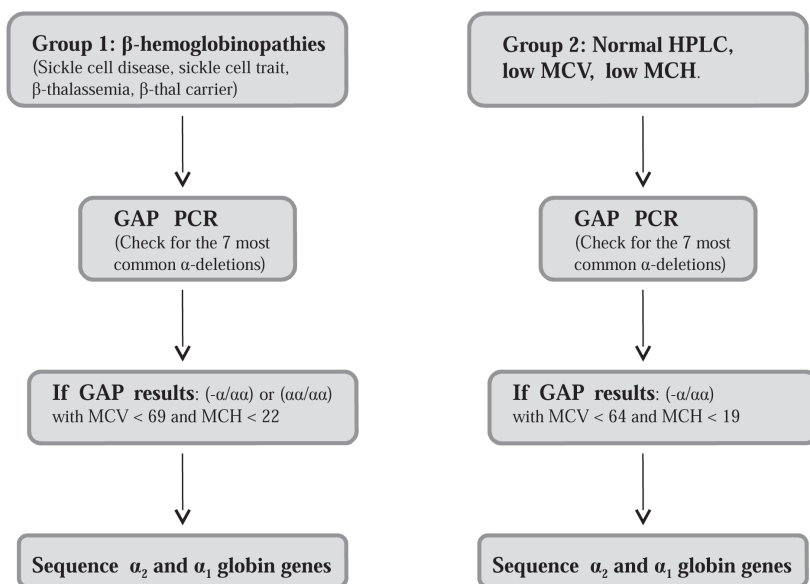 Group 1: β-hemoglobinopathies
(Sickle cell disease, sickle cell trait,
β-thalassemia, β-thal carrier)
GAP PCR
(Check for the 7 most
common α-deletions)
If GAP results: (-α/αα) or (αα/αα)
with MCV < 69 and MCH < 22
Sequence α₂ and α₁ globin genes
Group 2: Normal HPLC,
low MCV, low MCH.
GAP PCR
(Check for the 7 most
common α-deletions)
If GAP results: (-α/αα)
with MCV < 64 and MCH < 19
Sequence α₂ and α₁ globin genes